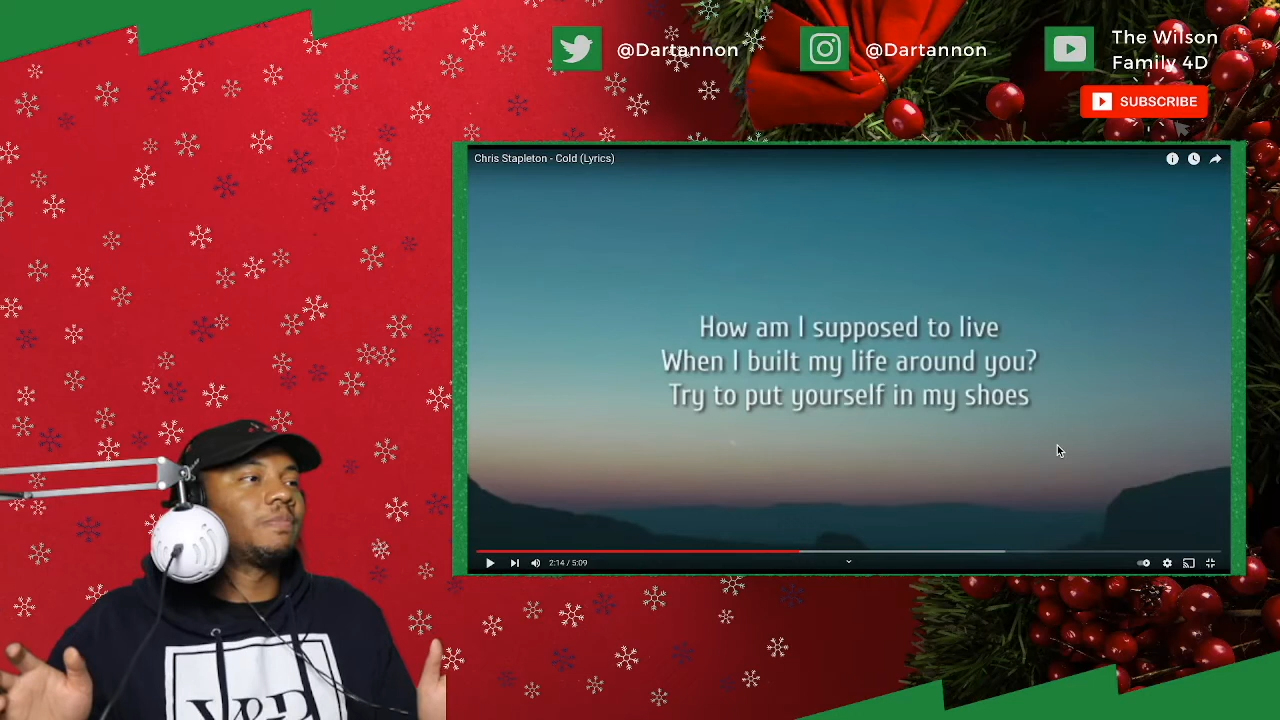 @Dartannon
@Dartannon
The Wilson
Family 4D
SUBSCRIBE
Chris Stapleton - Cold (Lyrics)
How am I supposed to live
When I built my life around you?
Try to put yourself in my shoes
2:14 / 5:09